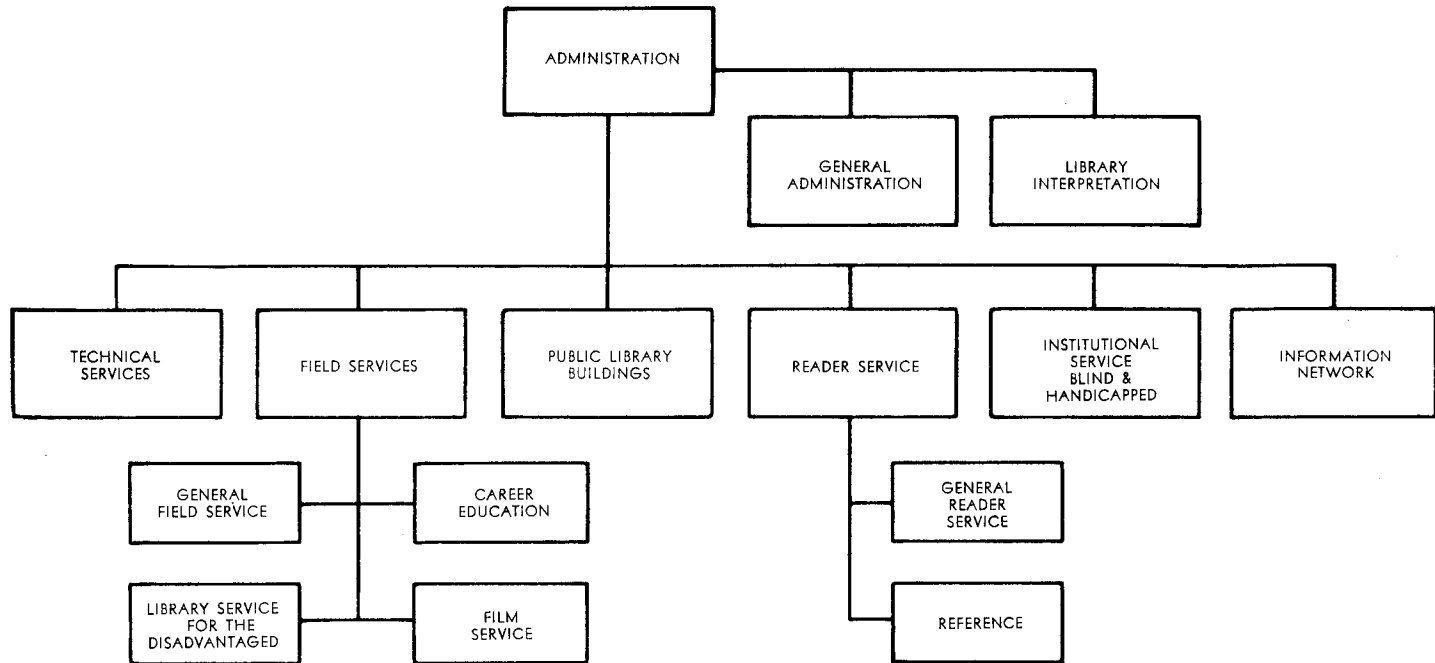 ADMINISTRATION
GENERAL
ADMINISTRATION
LIBRARY
INTERPRETATION
TECHNICAL
SERVICES
FIELD SERVICES
PUBLIC LIBRARY
BUILDINGS
READER SERVICE
INSTITUTIONAL
SERVICE
BLIND &
HANDICAPPED
INFORMATION
NETWORK
GENERAL
FIELD SERVICE
CAREER
EDUCATION
GENERAL
READER
SERVICE
LIBRARY SERVICE
FOR THE
DISADVANTAGED
FILM
SERVICE
REFERENCE